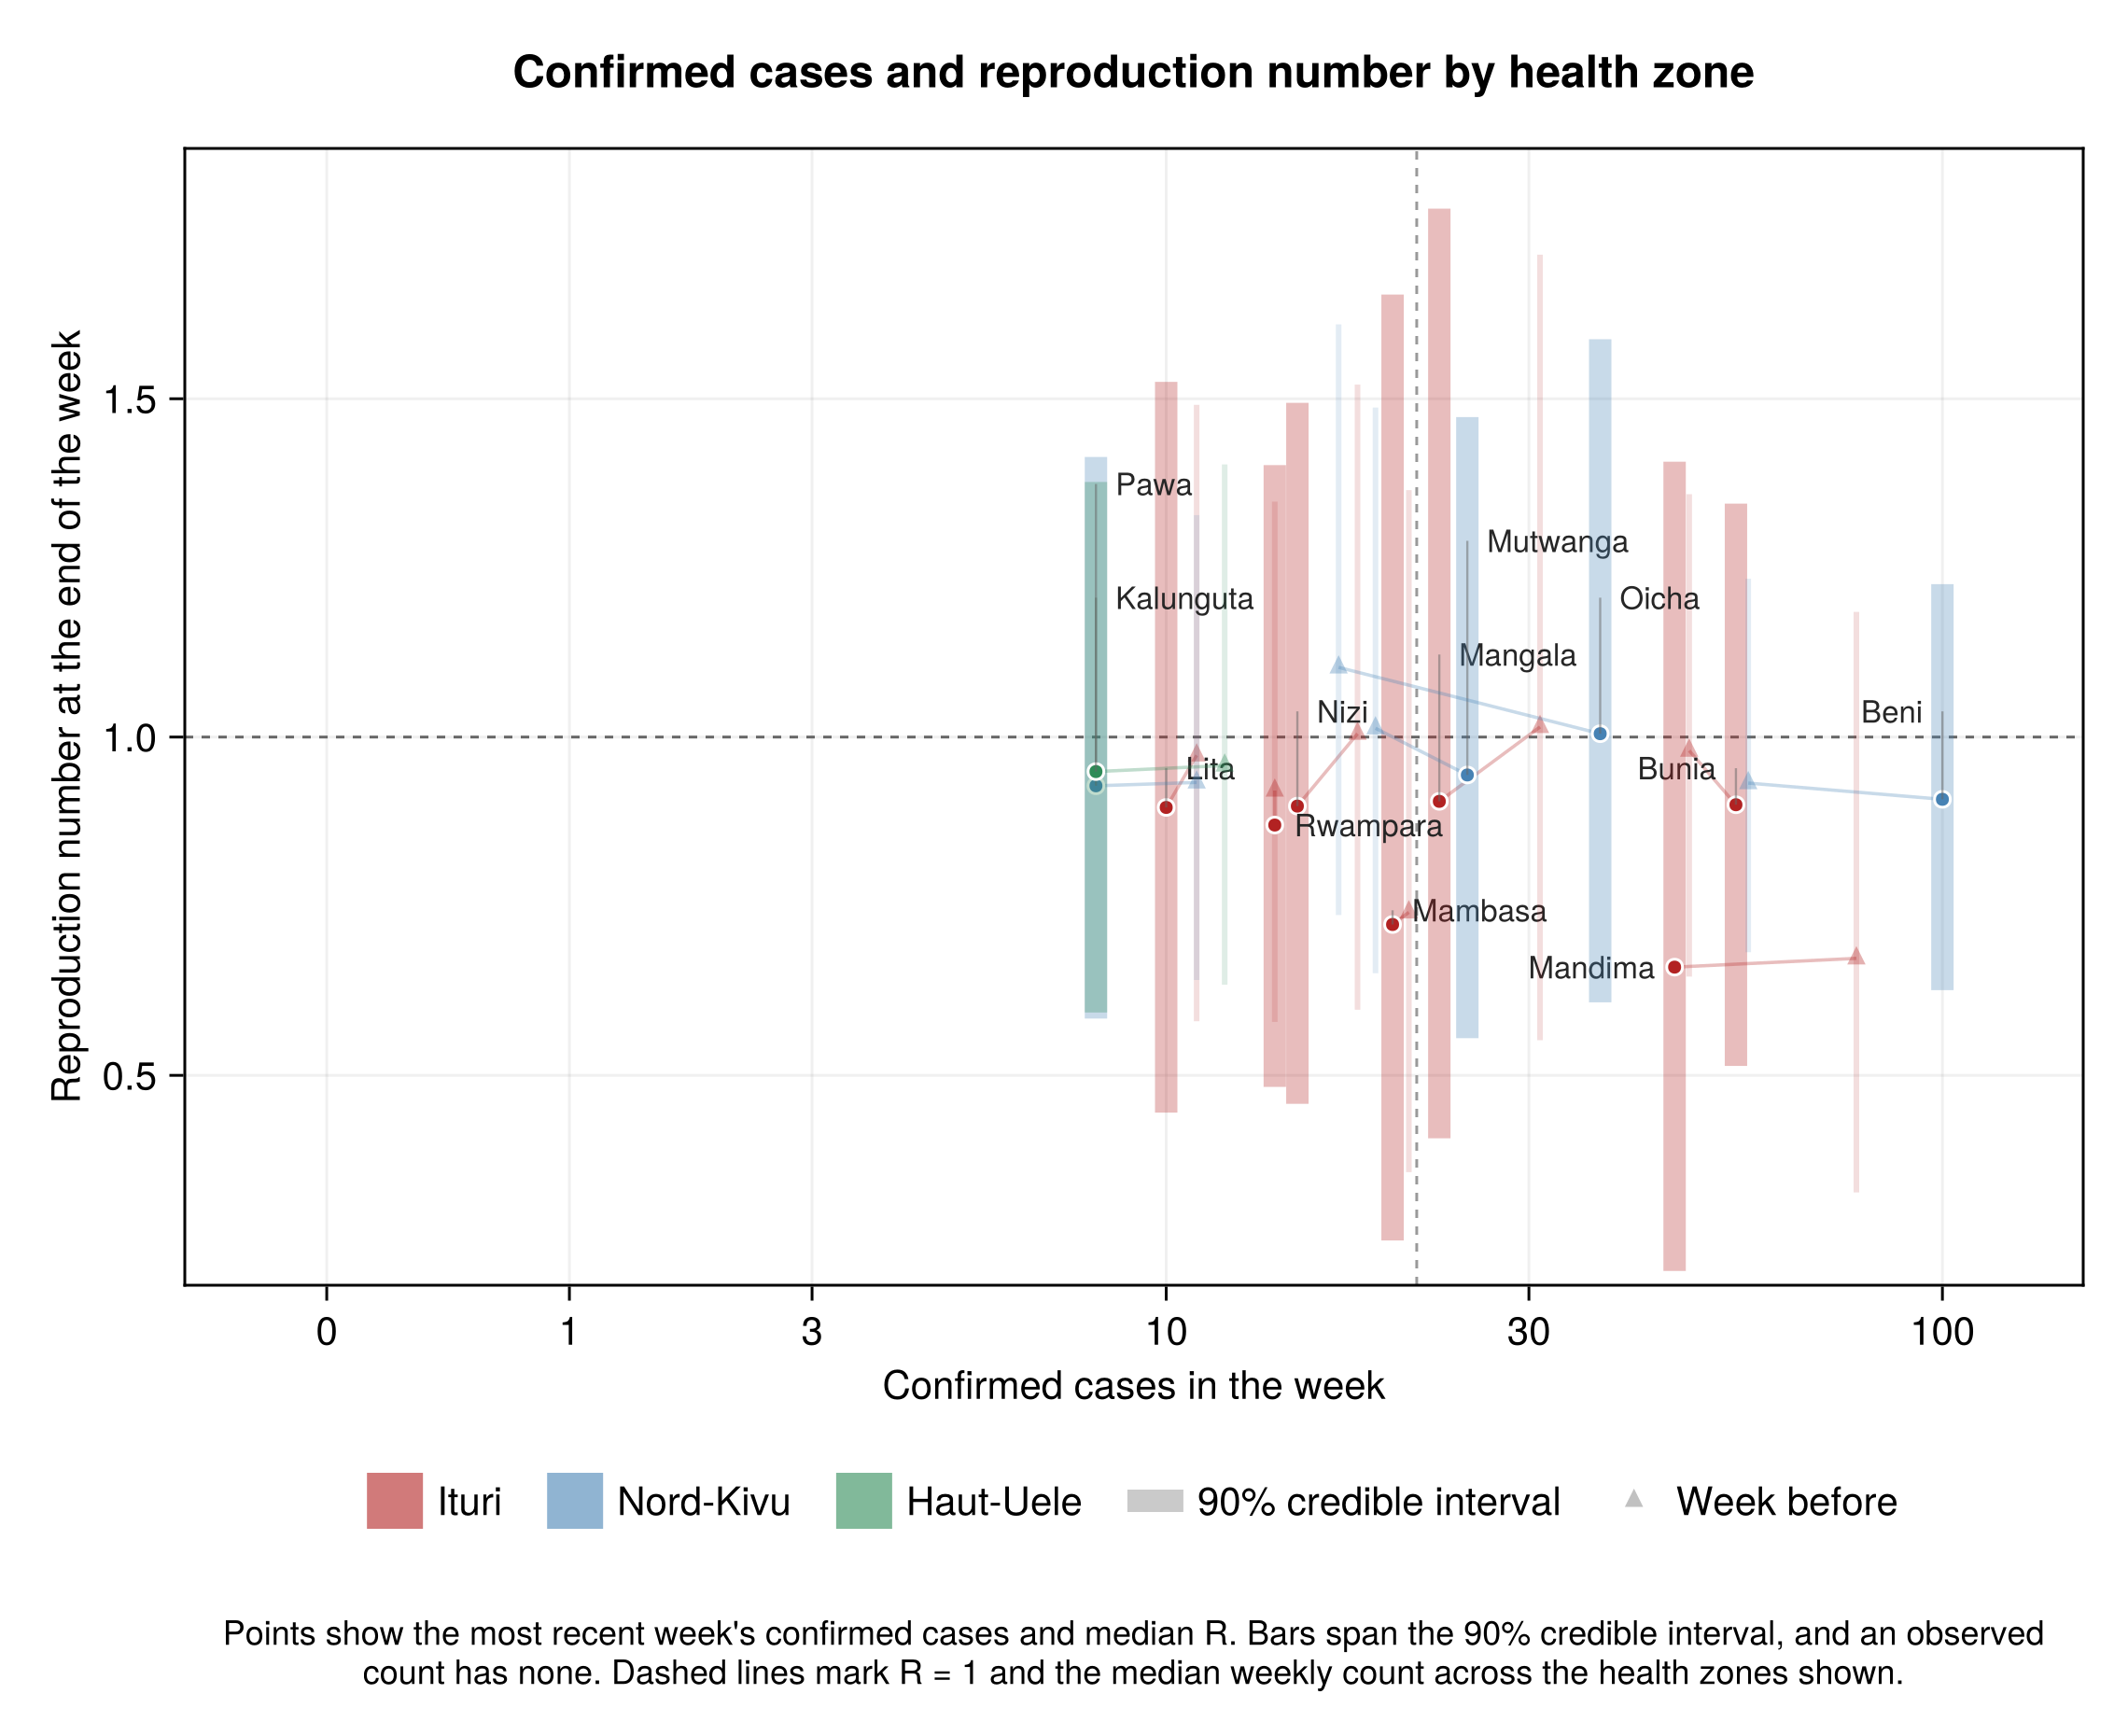 Confirmed cases and reproduction number by health zone
Reproduction number at the end of the week
1.5
1.0
0.5
Pawa
Kalunguta
Mutwanga
Oicha
Mangala
Nizi
Beni
Lita
Bunia
Rwampara
Mambasa
Mandima
0 1 3 10 30 100
Confirmed cases in the week
Ituri Nord-Kivu Haut-Uele 90% credible interval Week before
Points show the most recent week's confirmed cases and median R. Bars span the 90% credible interval, and an observed
count has none. Dashed lines mark R = 1 and the median weekly count across the health zones shown.